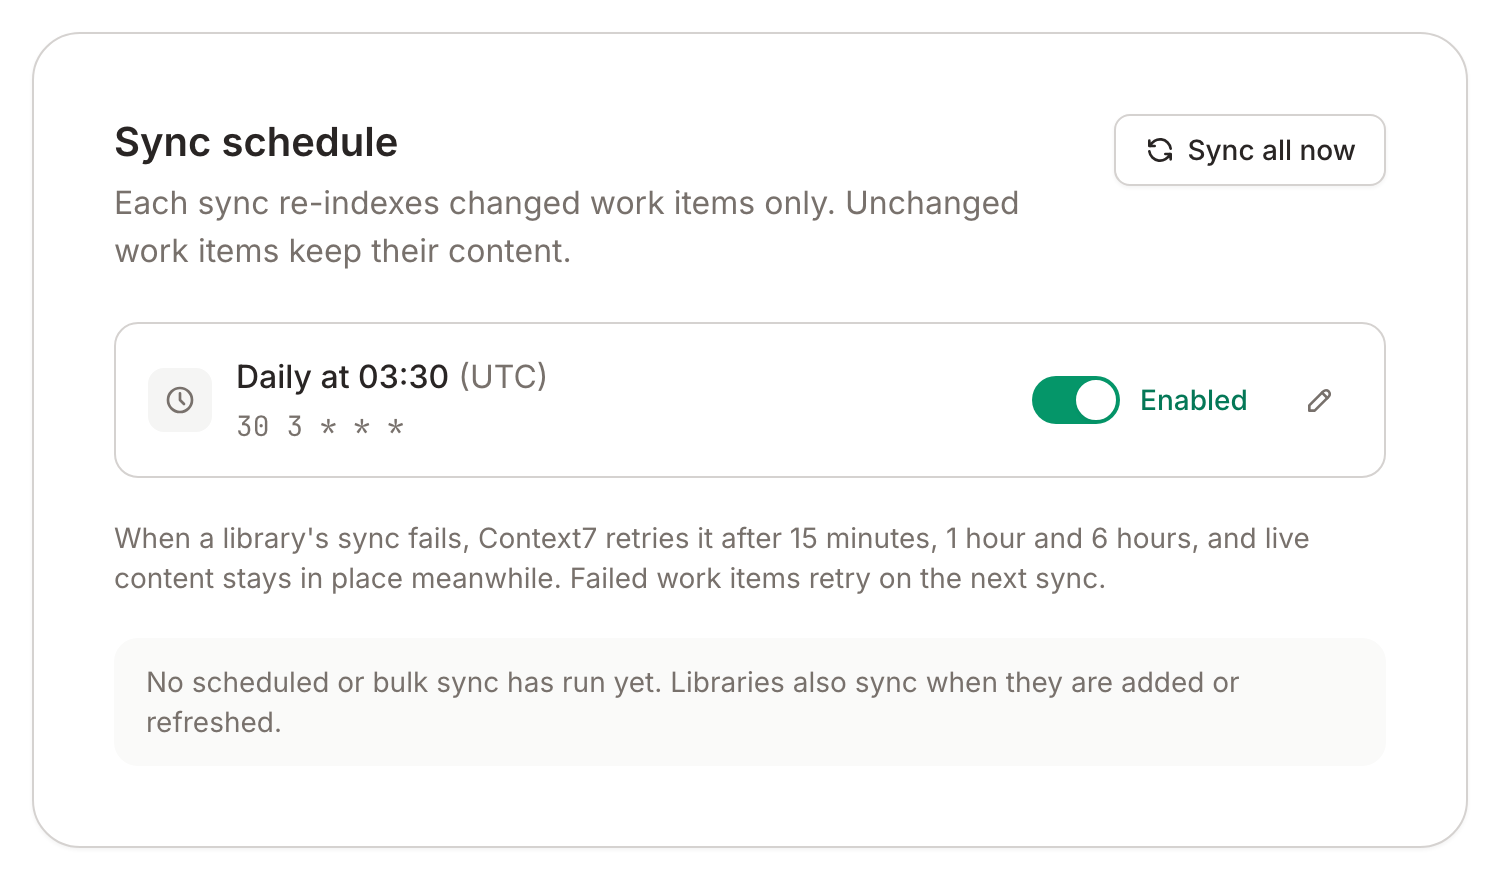 Sync schedule
Sync all now
Each sync re-indexes changed work items only. Unchanged
work items keep their content.
Daily at 03:30 (UTC)
30 3 * * *
Enabled
When a library's sync fails, Context7 retries it after 15 minutes, 1 hour and 6 hours, and live
content stays in place meanwhile. Failed work items retry on the next sync.
No scheduled or bulk sync has run yet. Libraries also sync when they are added or
refreshed.